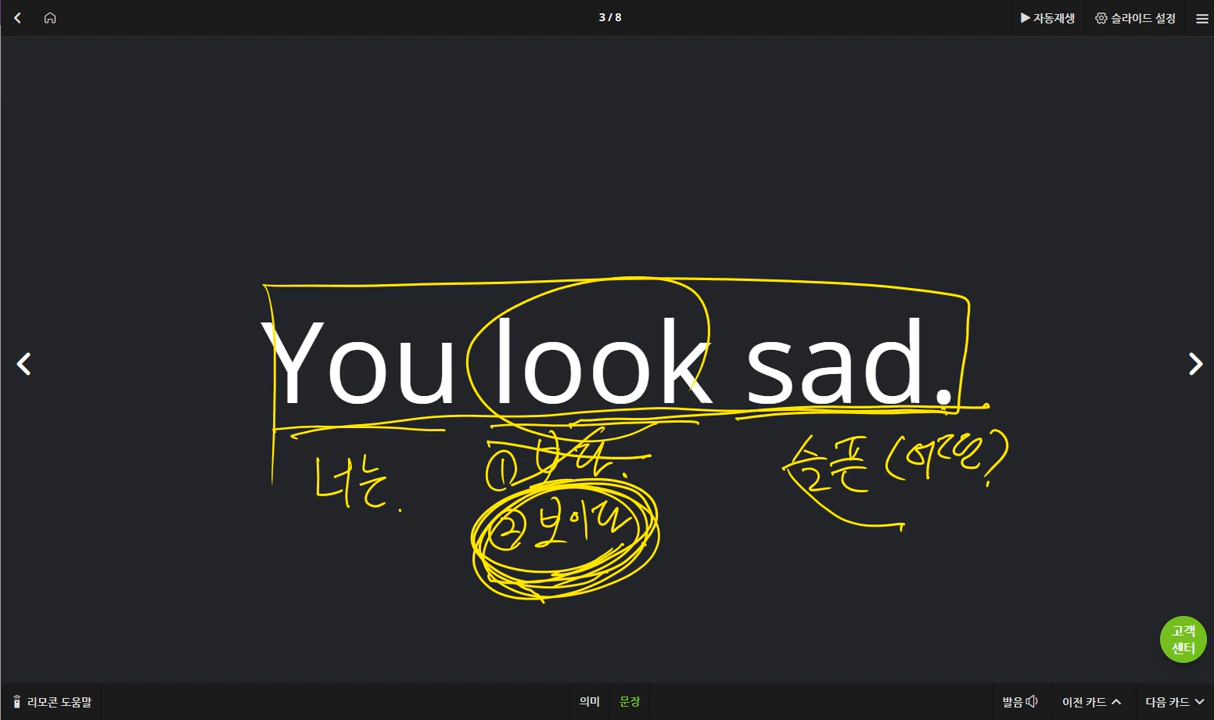 3 / 8
▶ 자동재생
슬라이드 설정
You look sad.
너는.
① 보다.
② 보이다
슬픈 (형용)
고객
센터
리모콘 도움말
의미
문장
발음
이전 카드
다음 카드